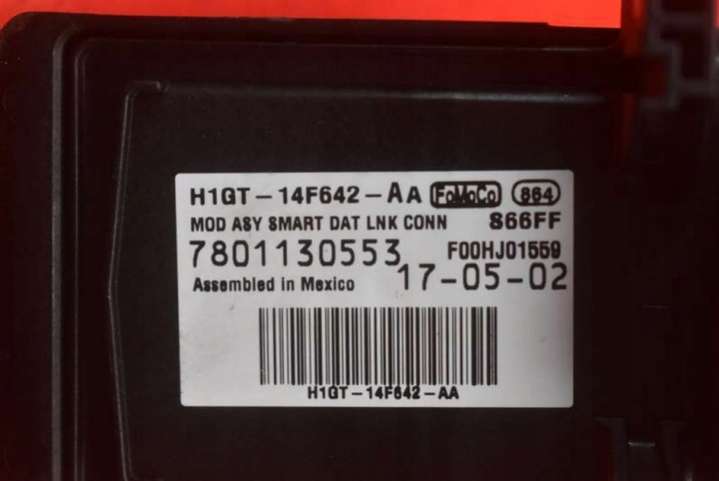 H1GT-14F642-AA FoMoCo 864
MOD ASY SMART DAT LNK CONN 866FF
7801130553 F00HJ01559
Assembled in Mexico 17-05-02
H1GT-14F642-AA